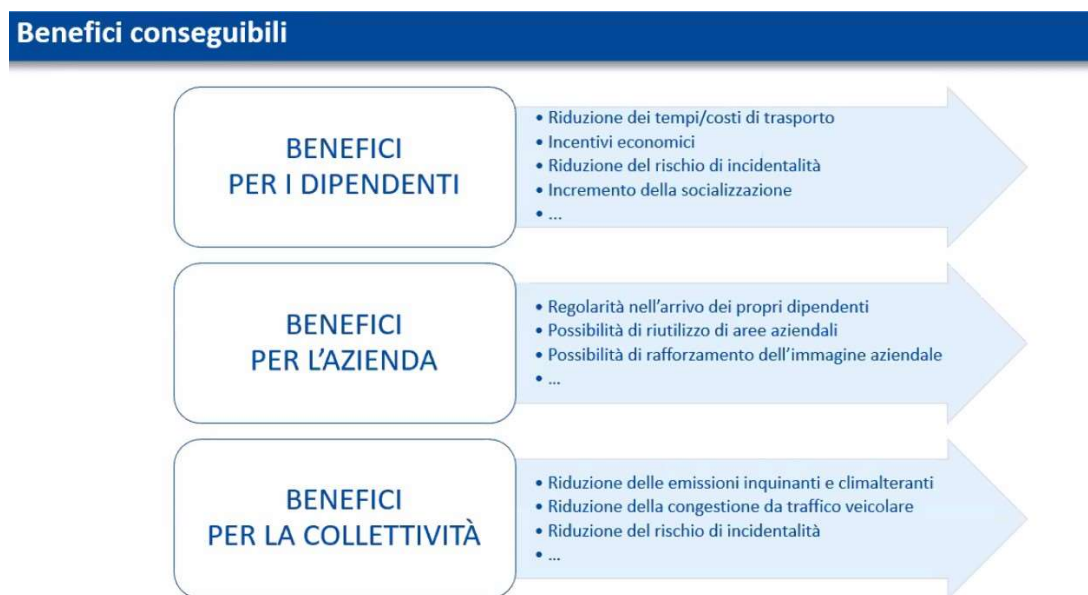 Benefici conseguibili
BENEFICI
PER I DIPENDENTI
• Riduzione dei tempi/costi di trasporto
• Incentivi economici
• Riduzione del rischio di incidentalità
• Incremento della socializzazione
• ...
BENEFICI
PER L'AZIENDA
• Regolarità nell'arrivo dei propri dipendenti
• Possibilità di riutilizzo di aree aziendali
• Possibilità di rafforzamento dell'immagine aziendale
• ...
BENEFICI
PER LA COLLETTIVITÀ
• Riduzione delle emissioni inquinanti e climalteranti
• Riduzione della congestione da traffico veicolare
• Riduzione del rischio di incidentalità
• ...